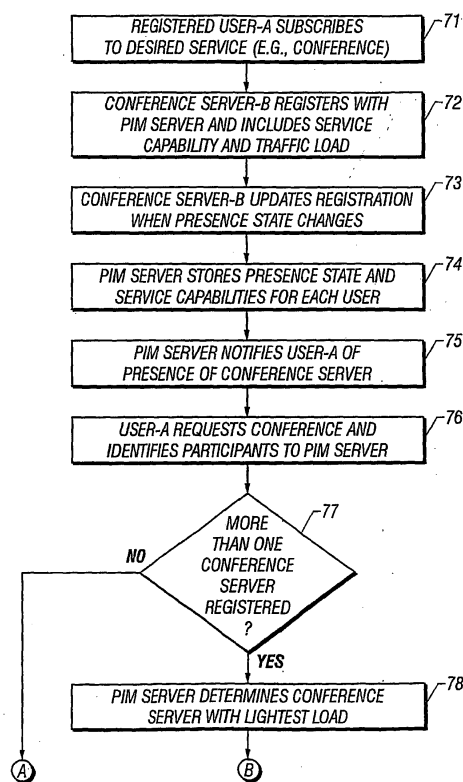 REGISTERED USER-A SUBSCRIBES
TO DESIRED SERVICE (E.G., CONFERENCE)
71
CONFERENCE SERVER-B REGISTERS WITH
PIM SERVER AND INCLUDES SERVICE
CAPABILITY AND TRAFFIC LOAD
72
CONFERENCE SERVER-B UPDATES REGISTRATION
WHEN PRESENCE STATE CHANGES
73
PIM SERVER STORES PRESENCE STATE AND
SERVICE CAPABILITIES FOR EACH USER
74
PIM SERVER NOTIFIES USER-A OF
PRESENCE OF CONFERENCE SERVER
75
USER-A REQUESTS CONFERENCE AND
IDENTIFIES PARTICIPANTS TO PIM SERVER
76
MORE
THAN ONE
CONFERENCE
SERVER
REGISTERED
?
77
NO
YES
PIM SERVER DETERMINES CONFERENCE
SERVER WITH LIGHTEST LOAD
78
A
B